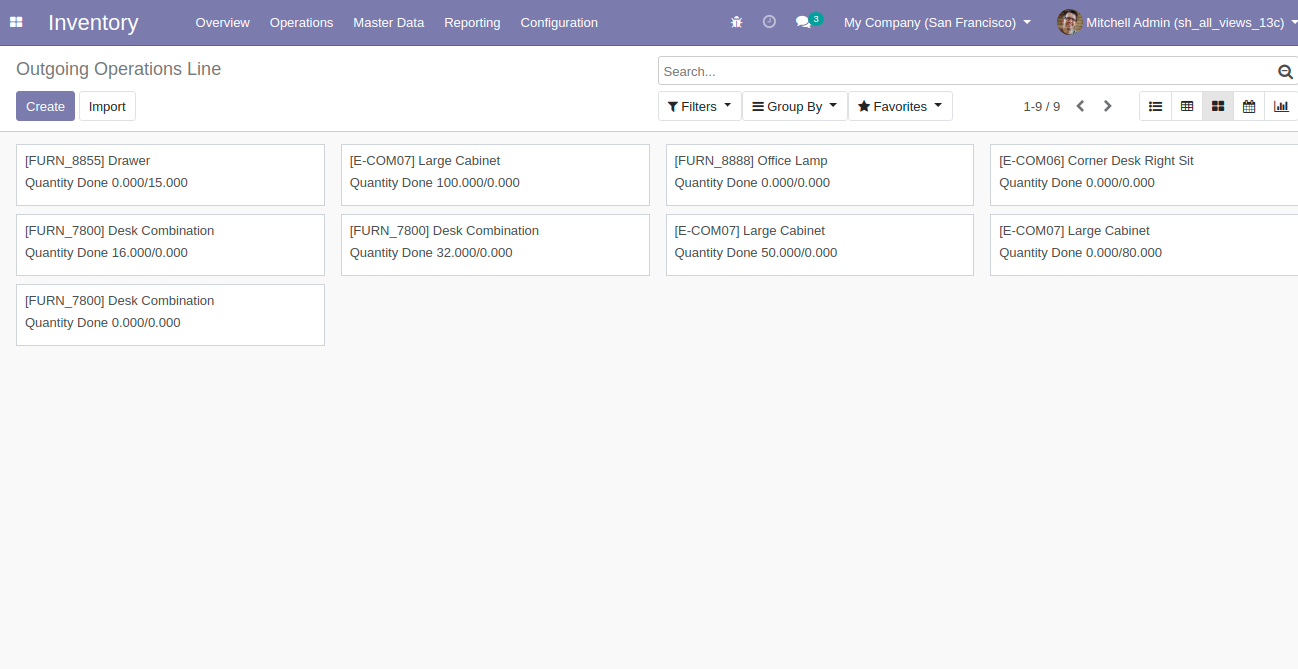 Inventory Overview Operations Master Data Reporting Configuration 3 My Company (San Francisco) Mitchell Admin (sh_all_views_13c)
Outgoing Operations Line
Search...
Create Import Filters Group By Favorites 1-9 / 9
[FURN_8855] Drawer
Quantity Done 0.000/15.000
[E-COM07] Large Cabinet
Quantity Done 100.000/0.000
[FURN_8888] Office Lamp
Quantity Done 0.000/0.000
[E-COM06] Corner Desk Right Sit
Quantity Done 0.000/0.000
[FURN_7800] Desk Combination
Quantity Done 16.000/0.000
[FURN_7800] Desk Combination
Quantity Done 32.000/0.000
[E-COM07] Large Cabinet
Quantity Done 50.000/0.000
[E-COM07] Large Cabinet
Quantity Done 0.000/80.000
[FURN_7800] Desk Combination
Quantity Done 0.000/0.000